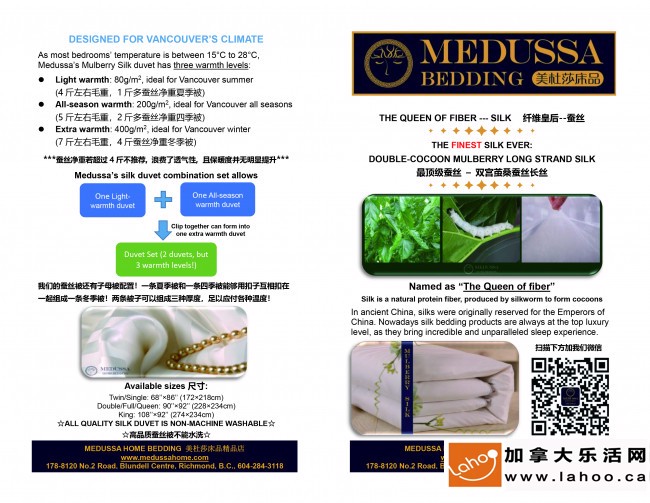 DESIGNED FOR VANCOUVER'S CLIMATE
As most bedrooms' temperature is between 15°C to 28°C,
Medussa's Mulberry Silk duvet has three warmth levels:
● Light warmth: 80g/m², ideal for Vancouver summer
(4 斤左右毛重，1 斤多蚕丝净重夏季被)
● All-season warmth: 200g/m², ideal for Vancouver all seasons
(5 斤左右毛重，2 斤多蚕丝净重四季被)
● Extra warmth: 400g/m², ideal for Vancouver winter
(7 斤左右毛重，4 斤蚕丝净重冬季被)
***蚕丝净重若超过 4 斤不推荐，浪费了透气性，且保暖度并无明显提升***
Medussa's silk duvet combination set allows
One Light-
warmth duvet
One All-season
warmth duvet
Clip together can form into
one extra warmth duvet
Duvet Set (2 duvets, but
3 warmth levels!)
我们的蚕丝被还有子母被配置！一条夏季被和一条四季被能够用扣子互相扣在
一起组成一条冬季被！两条被子可以组成三种厚度，足以应付各种温度！
MEDUSSA BEDDING
Available sizes 尺寸:
Twin/Single: 68"×86" (172×218cm)
Double/Full/Queen: 90"×92" (228×234cm)
King: 108"×92" (274×234cm)
☆ALL QUALITY SILK DUVET IS NON-MACHINE WASHABLE☆
☆高品质蚕丝被不能水洗☆
MEDUSSA HOME BEDDING 美杜莎床品精品店
www.medussahome.com
178-8120 No.2 Road, Blundell Centre, Richmond, B.C., 604-284-3118
MEDUSSA
BEDDING 美杜莎床品
THE QUEEN OF FIBER --- SILK 纤维皇后--蚕丝
THE FINEST SILK EVER:
DOUBLE-COCOON MULBERRY LONG STRAND SILK
最顶级蚕丝 – 双宫茧桑蚕丝长丝
MEDUSSA BEDDING
Named as "The Queen of fiber"
Silk is a natural protein fiber, produced by silkworm to form cocoons
In ancient China, silks were originally reserved for the Emperors of
China. Nowadays silk bedding products are always at the top luxury
level, as they bring incredible and unparalleled sleep experience.
扫描下方加我们微信
MEDUSSA
MULBERRY SILK
MEDUSSA
www
178-8120 No.2 Road, B
Lahoo
加拿大乐活网
www.lahoo.ca